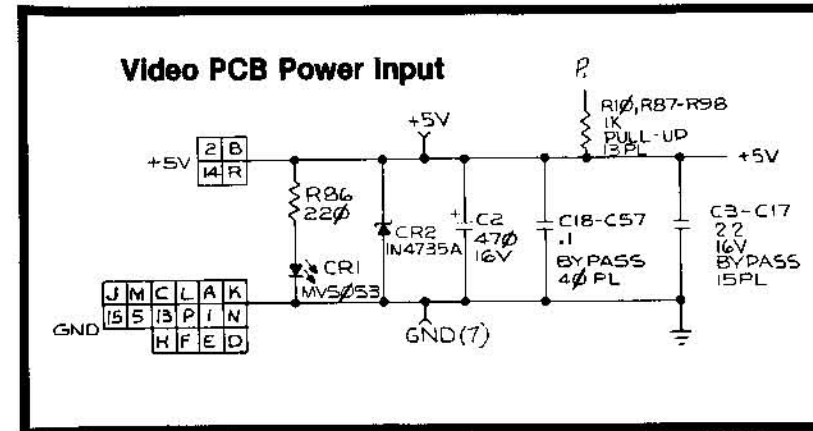 Video PCB Power Input
P.
R1Ø, R87-R98
1K
PULL-UP
13PL
+5V
2 B
+5V
14 R
+5V
R86
22Ø
CR2
1N4735A
+
C2
47Ø
16V
C18-C57
.1
BYPASS
4Ø PL
C3-C17
22
16V
BYPASS
15PL
CR1
MV5Ø53
J M C L A K
GND
15 5 13 P 1 N
H F E D
GND(7)